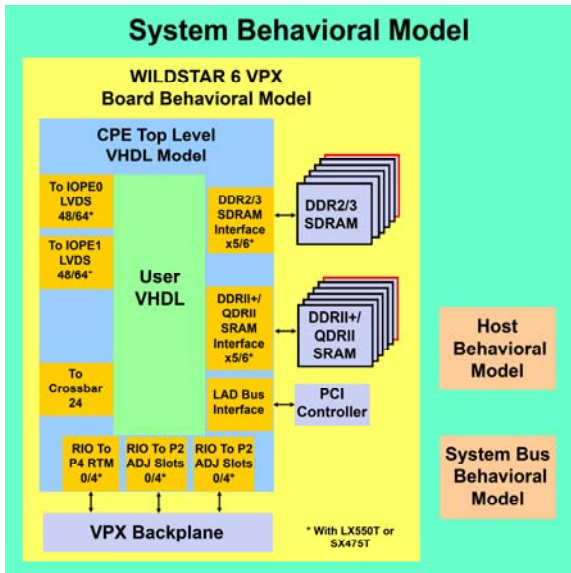 System Behavioral Model
WILDSTAR 6 VPX
Board Behavioral Model
CPE Top Level
VHDL Model
To IOPE0
LVDS
48/64*
To IOPE1
LVDS
48/64*
To
Crossbar
24
User
VHDL
DDR2/3
SDRAM
Interface
x5/6*
DDRII+/
QDRII
SRAM
Interface
x5/6*
LAD Bus
Interface
DDR2/3
SDRAM
DDRII+/
QDRII
SRAM
PCI
Controller
RIO To
P4 RTM
0/4*
RIO To P2
ADJ Slots
0/4*
RIO To P2
ADJ Slots
0/4*
VPX Backplane
* With LX550T or
SX475T
Host
Behavioral
Model
System Bus
Behavioral
Model